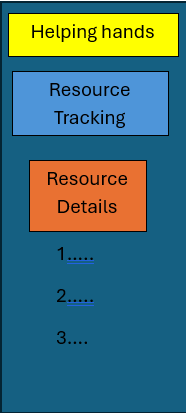 Helping hands
Resource
Tracking
Resource
Details
1.....
2.....
3....